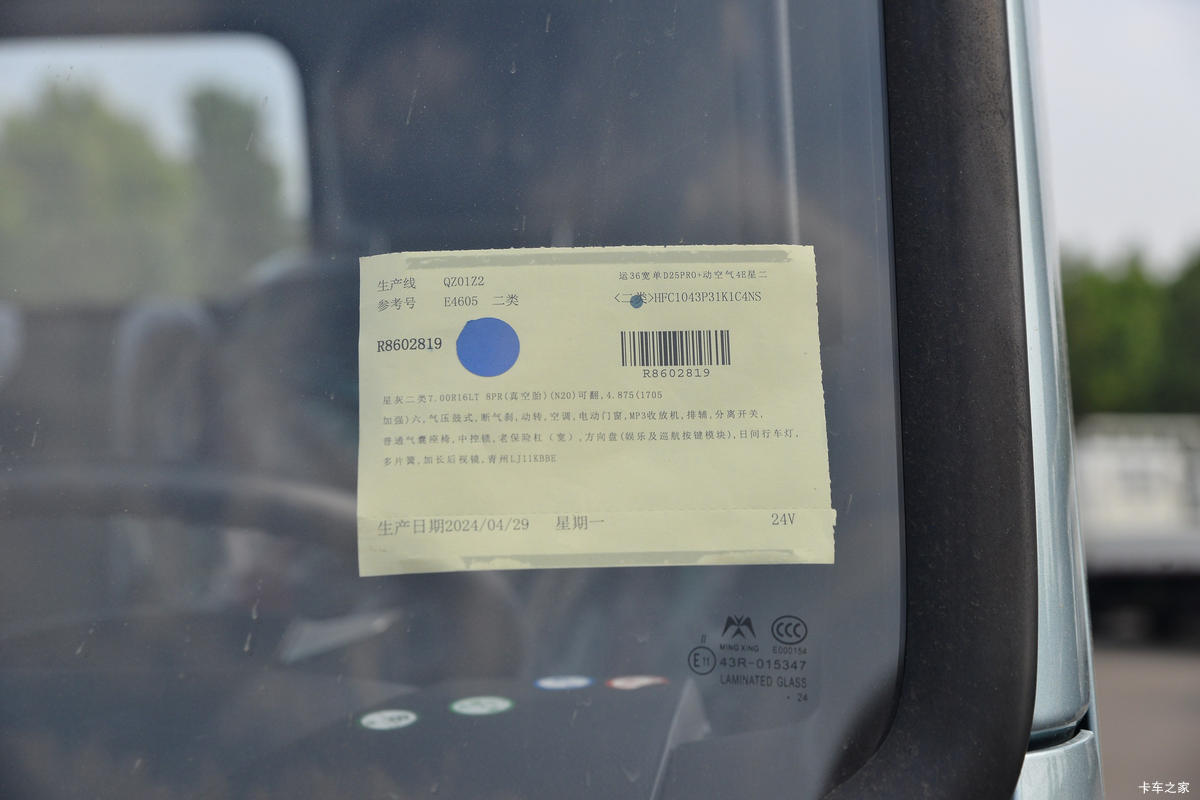 生产线 QZ01Z2
运36宽单D25PRO+动空气4E星二
参考号 E4605 二类
<二类>HFC1043P31K1C4NS
R8602819
R8602819
星灰二类7.00R16LT 8PR(真空胎)(N20)可翻,4.875(1705
加强)六,气压鼓式,断气刹,动转,空调,电动门窗,MP3收放机,排辅,分离开关,
普通气囊座椅,中控锁,老保险杠（宽）,方向盘(娱乐及巡航按键模块),日间行车灯,
多片簧,加长后视镜,青州LJ11KBBE
生产日期2024/04/29 星期一 24V
MING XING
E000154
II
E11 43R-015347
LAMINATED GLASS
· 24
卡车之家